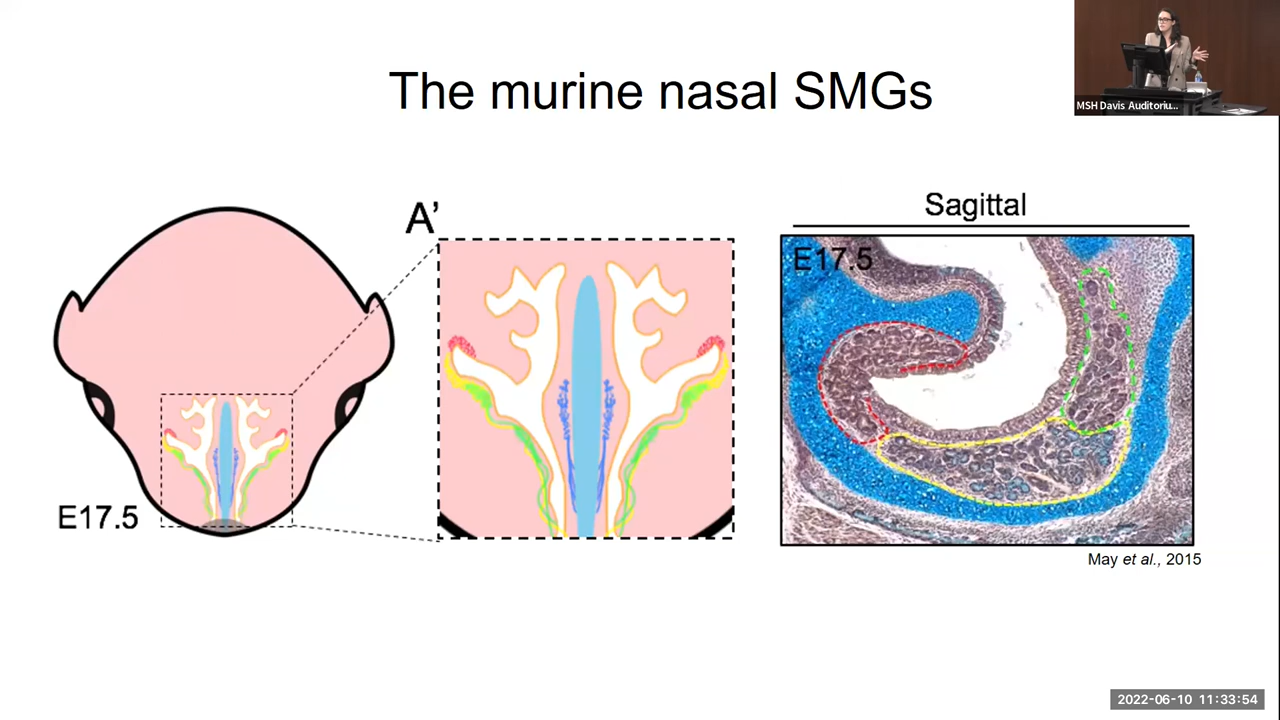 The murine nasal SMGs
MSH Davis Auditoriu...
A’
Sagittal
E17.5
E17.5
May et al., 2015
2022-06-10 11:33:54